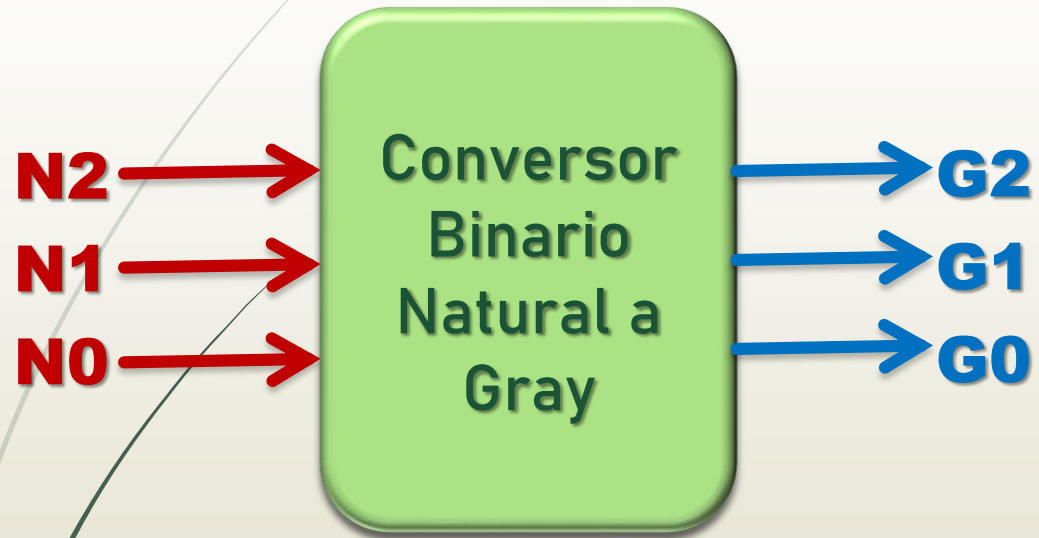 N2
N1
N0
Conversor
Binario
Natural a
Gray
G2
G1
G0